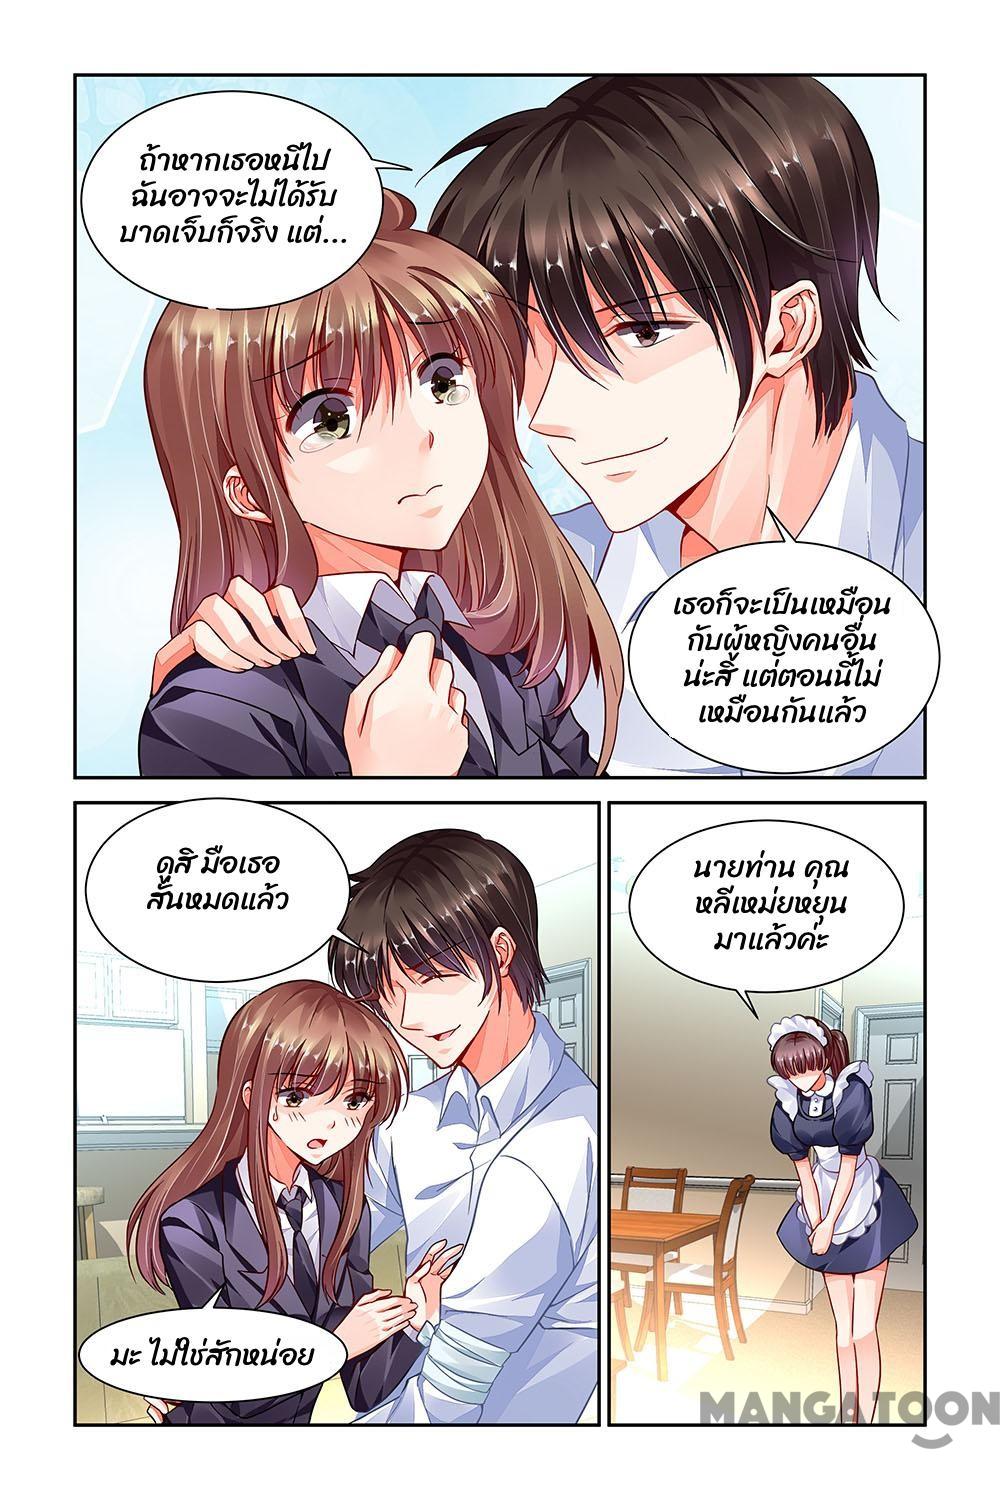 ถ้าหากเธอหนีไป
ฉันอาจจะไม่ได้รับ
บาดเจ็บก็จริง แต่...
เธอก็จะเป็นเหมือน
กับผู้หญิงคนอื่น
น่ะสิ แต่ตอนนี้ไม่
เหมือนกันแล้ว
ดูสิ มือเธอ
สั่นหมดแล้ว
มะ ไม่ใช่สักหน่อย
นายท่าน คุณ
หลีเหม่ยหยุน
มาแล้วค่ะ
MANGATOON